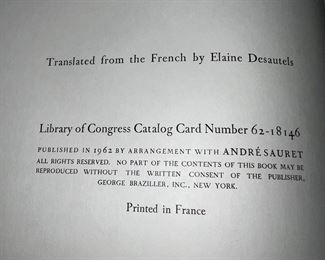 Translated from the French by Elaine Desautels
Library of Congress Catalog Card Number 62-18146
PUBLISHED IN 1962 BY ARRANGEMENT WITH ANDRÉ SAURET
ALL RIGHTS RESERVED. NO PART OF THE CONTENTS OF THIS BOOK MAY BE
REPRODUCED WITHOUT THE WRITTEN CONSENT OF THE PUBLISHER,
GEORGE BRAZILLER, INC., NEW YORK.
Printed in France